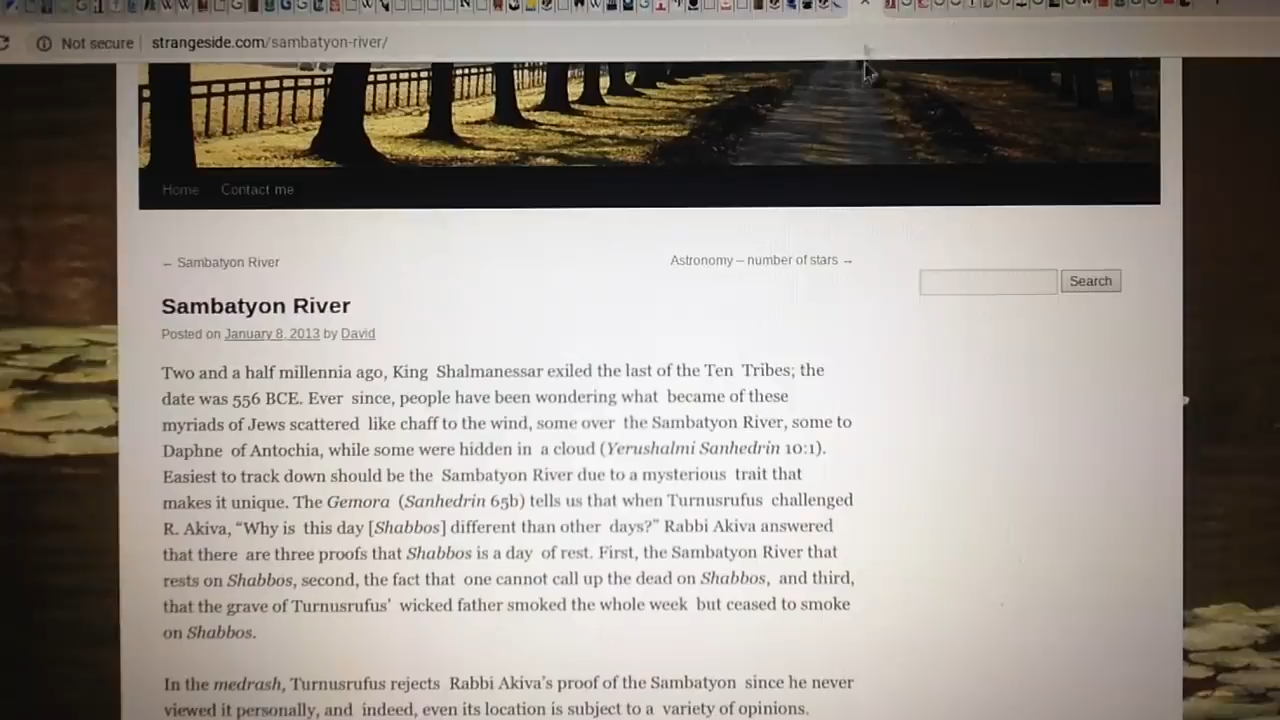 Not secure
strangeside.com/sambatyon-river/
Home Contact me
← Sambatyon River
Astronomy – number of stars →
Search
Sambatyon River
Posted on January 8, 2013 by David
Two and a half millennia ago, King Shalmanessar exiled the last of the Ten Tribes; the
date was 556 BCE. Ever since, people have been wondering what became of these
myriads of Jews scattered like chaff to the wind, some over the Sambatyon River, some to
Daphne of Antochia, while some were hidden in a cloud (Yerushalmi Sanhedrin 10:1).
Easiest to track down should be the Sambatyon River due to a mysterious trait that
makes it unique. The Gemora (Sanhedrin 65b) tells us that when Turnusrufus challenged
R. Akiva, “Why is this day [Shabbos] different than other days?” Rabbi Akiva answered
that there are three proofs that Shabbos is a day of rest. First, the Sambatyon River that
rests on Shabbos, second, the fact that one cannot call up the dead on Shabbos, and third,
that the grave of Turnusrufus’ wicked father smoked the whole week but ceased to smoke
on Shabbos.
In the medrash, Turnusrufus rejects Rabbi Akiva’s proof of the Sambatyon since he never
viewed it personally, and indeed, even its location is subject to a variety of opinions.